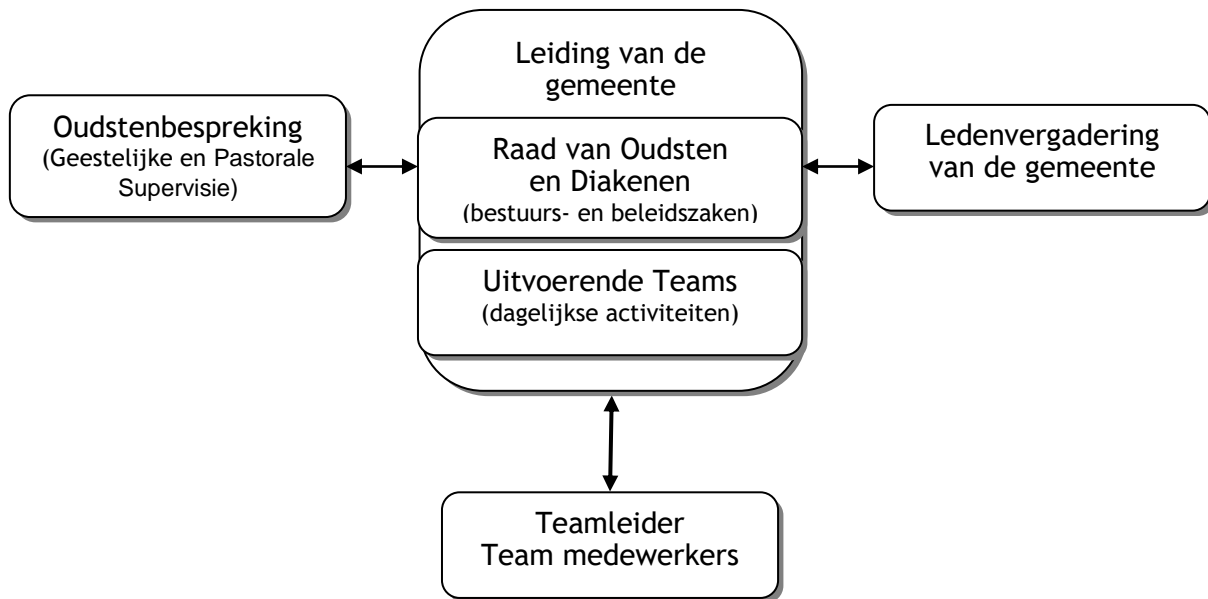 Leiding van de
gemeente
Oudstenbespreking
(Geestelijke en Pastorale
Supervisie)
Raad van Oudsten
en Diakenen
(bestuurs- en beleidszaken)
Ledenvergadering
van de gemeente
Uitvoerende Teams
(dagelijkse activiteiten)
Teamleider
Team medewerkers